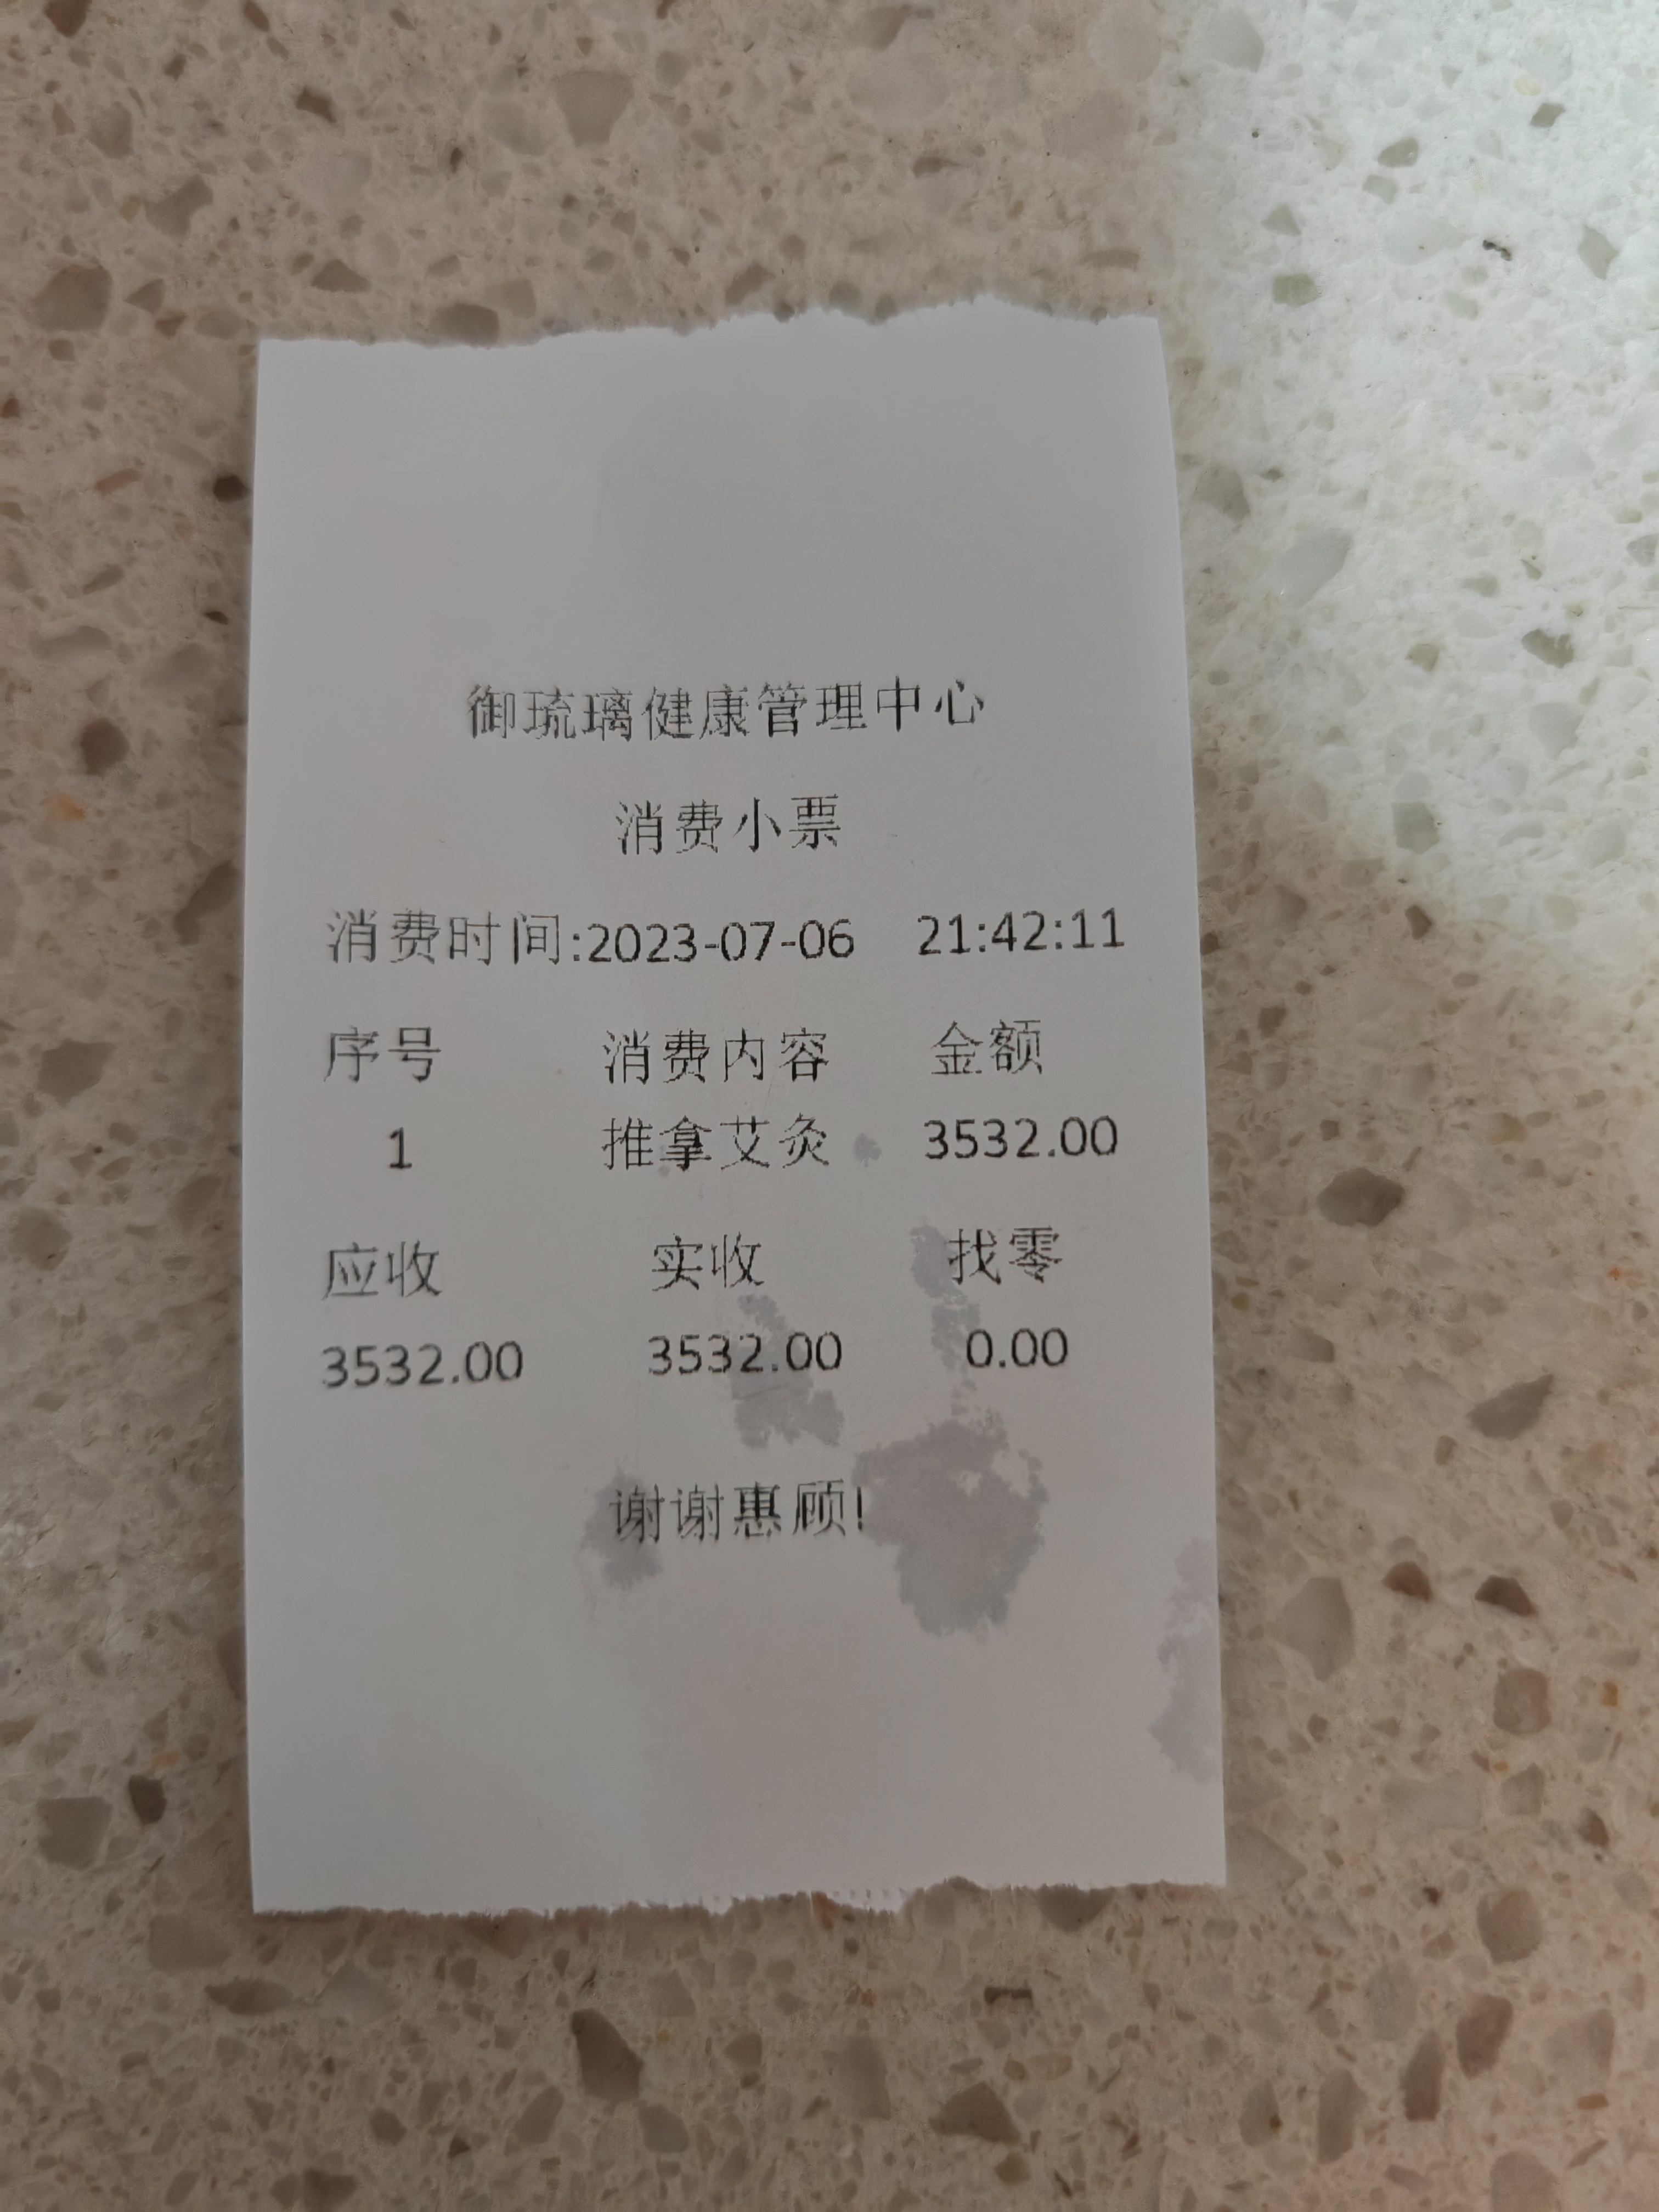 御琉璃健康管理中心
消费小票
消费时间:2023-07-06 21:42:11
序号 消费内容 金额
1 推拿艾灸 3532.00
应收 实收 找零
3532.00 3532.00 0.00
谢谢惠顾!